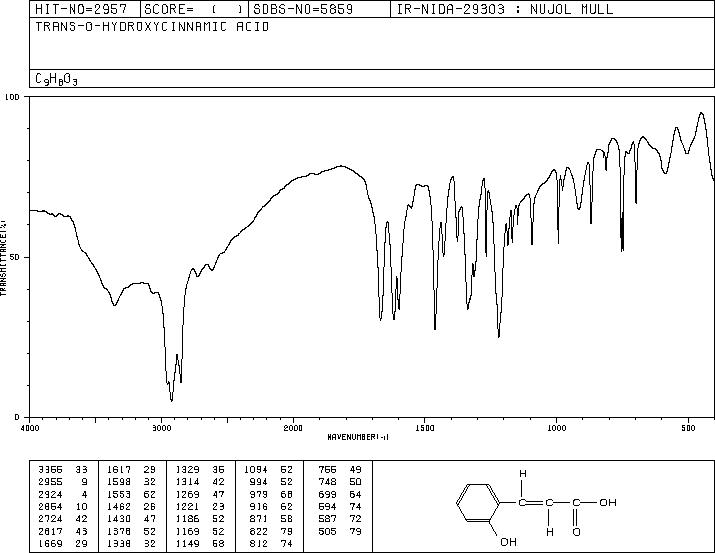 HIT-NO=2957 SCORE= ( ) SDBS-NO=5859 IR-NIDA-29303 : NUJOL MULL
TRANS-O-HYDROXYCINNAMIC ACID
C9H8O3
100
50
0
TRANSMITTANCE(%)
4000 3000 2000 1500 1000 500
WAVENUMBER(-1)
3366 33 1617 29 1329 36 1094 52 756 49
2955 9 1598 32 1314 42 994 52 748 50
2924 4 1553 62 1269 47 979 68 699 64
2854 10 1462 26 1221 23 916 62 694 74
2724 42 1430 47 1186 52 871 58 587 72
2617 43 1378 52 1169 52 822 79 505 79
1669 29 1338 32 1149 58 812 74
H
C C C OH
H O
OH